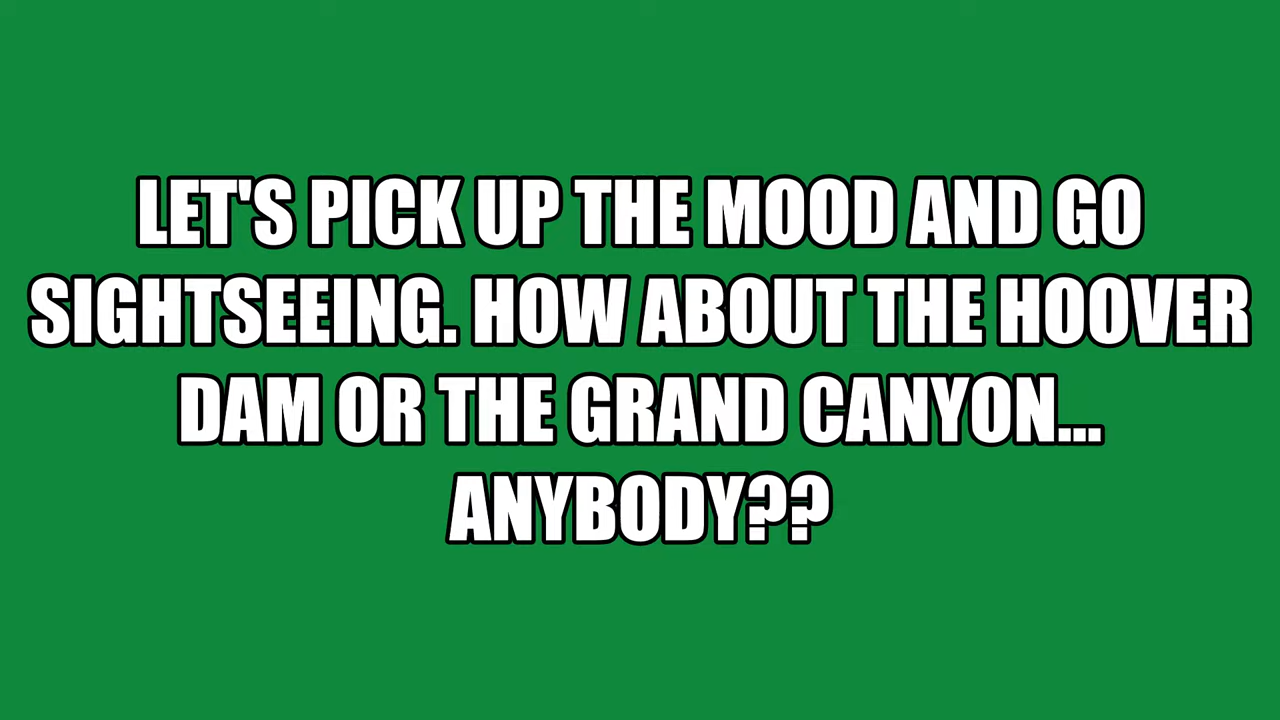 LET'S PICK UP THE MOOD AND GO
SIGHTSEEING. HOW ABOUT THE HOOVER
DAM OR THE GRAND CANYON...
ANYBODY??